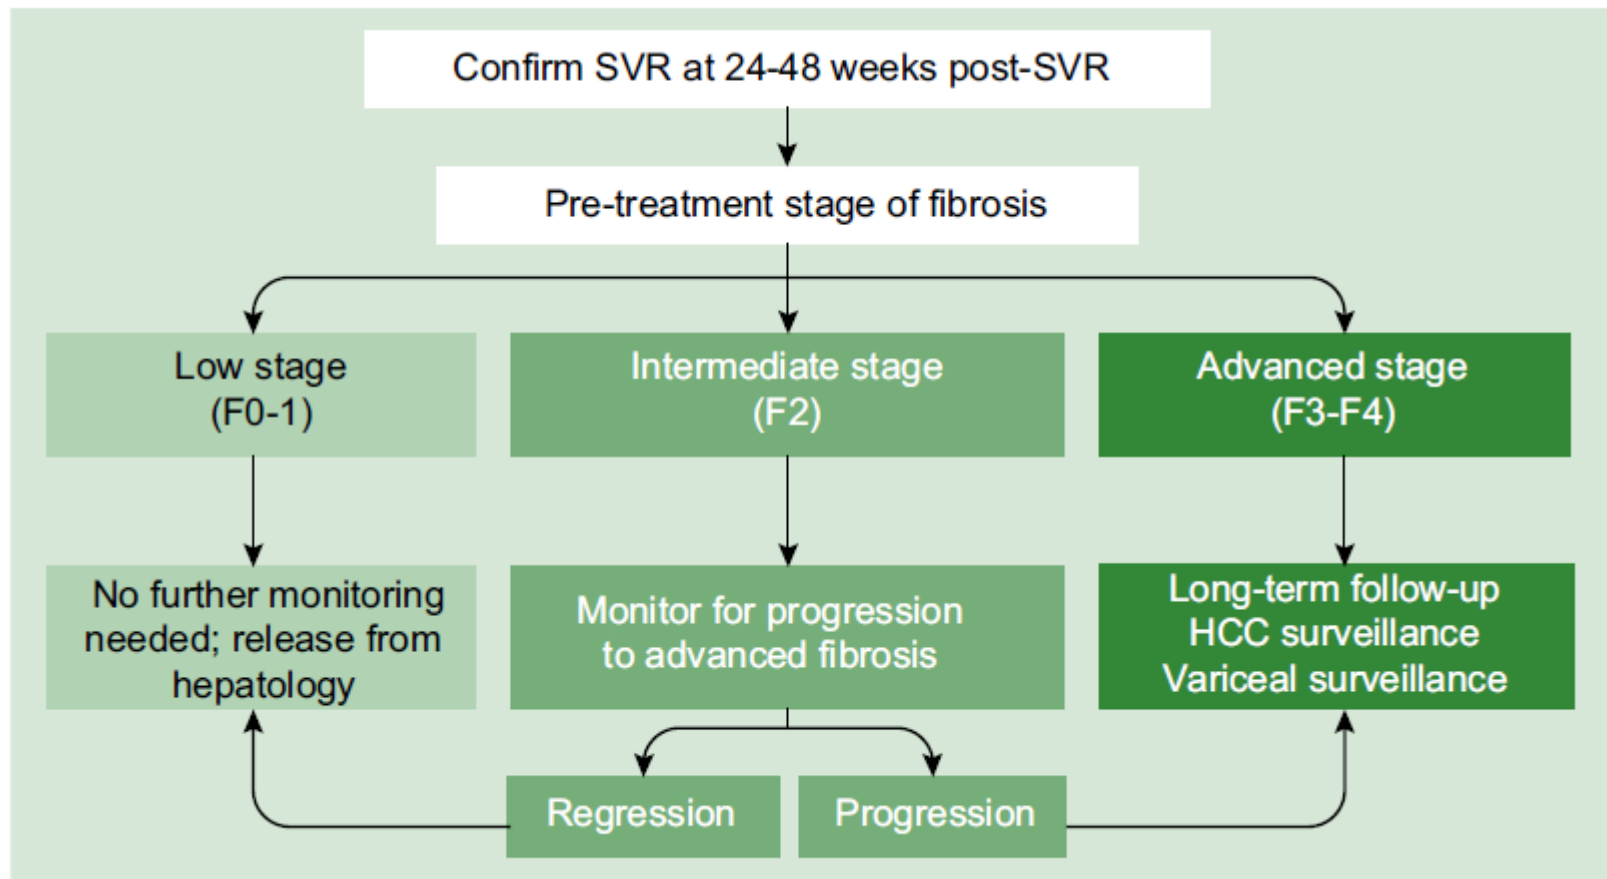 Confirm SVR at 24-48 weeks post-SVR
Pre-treatment stage of fibrosis
Low stage
(F0-1)
Intermediate stage
(F2)
Advanced stage
(F3-F4)
No further monitoring
needed; release from
hepatology
Monitor for progression
to advanced fibrosis
Long-term follow-up
HCC surveillance
Variceal surveillance
Regression
Progression